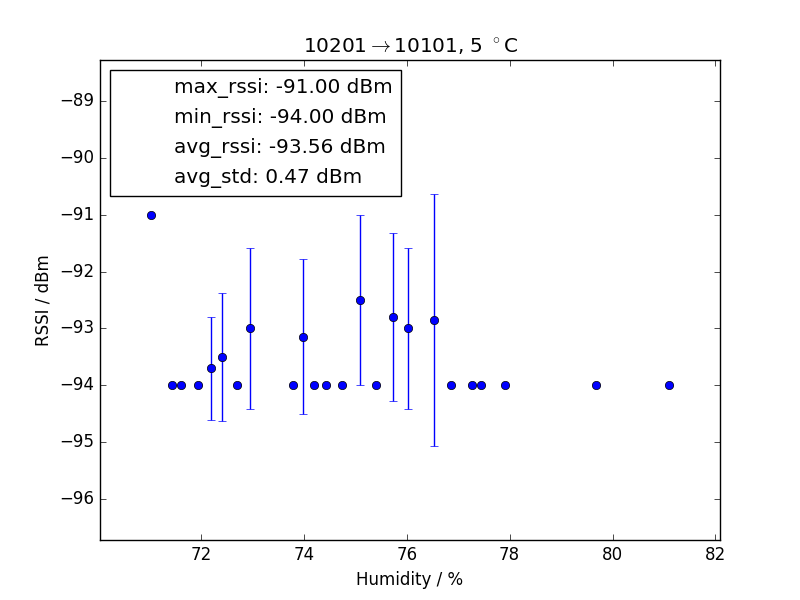 10201→10101, 5 °C
max_rssi: -91.00 dBm
min_rssi: -94.00 dBm
avg_rssi: -93.56 dBm
avg_std: 0.47 dBm
RSSI / dBm
−89
−90
−91
−92
−93
−94
−95
−96
72 74 76 78 80 82
Humidity / %